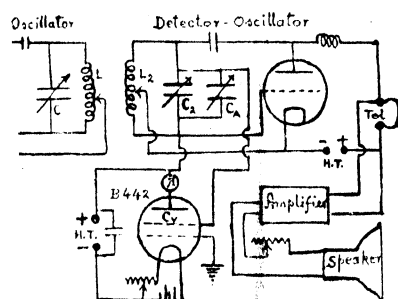 Oscillator
Detector-Oscillator
L
C
L2
C2
CA
Tel
- +
H.T.
B442
A
Cy
+
H.T.
-
Amplifier
Speaker